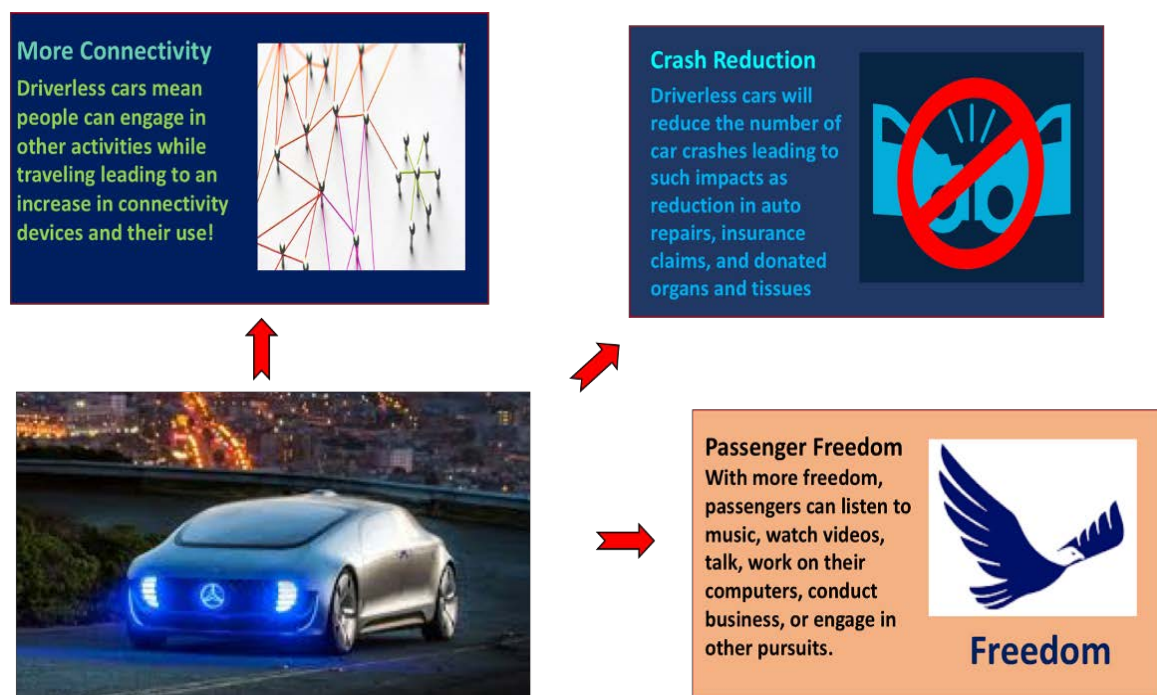 More Connectivity
Driverless cars mean
people can engage in
other activities while
traveling leading to an
increase in connectivity
devices and their use!
Crash Reduction
Driverless cars will
reduce the number of
car crashes leading to
such impacts as
reduction in auto
repairs, insurance
claims, and donated
organs and tissues
Passenger Freedom
With more freedom,
passengers can listen to
music, watch videos,
talk, work on their
computers, conduct
business, or engage in
other pursuits.
Freedom